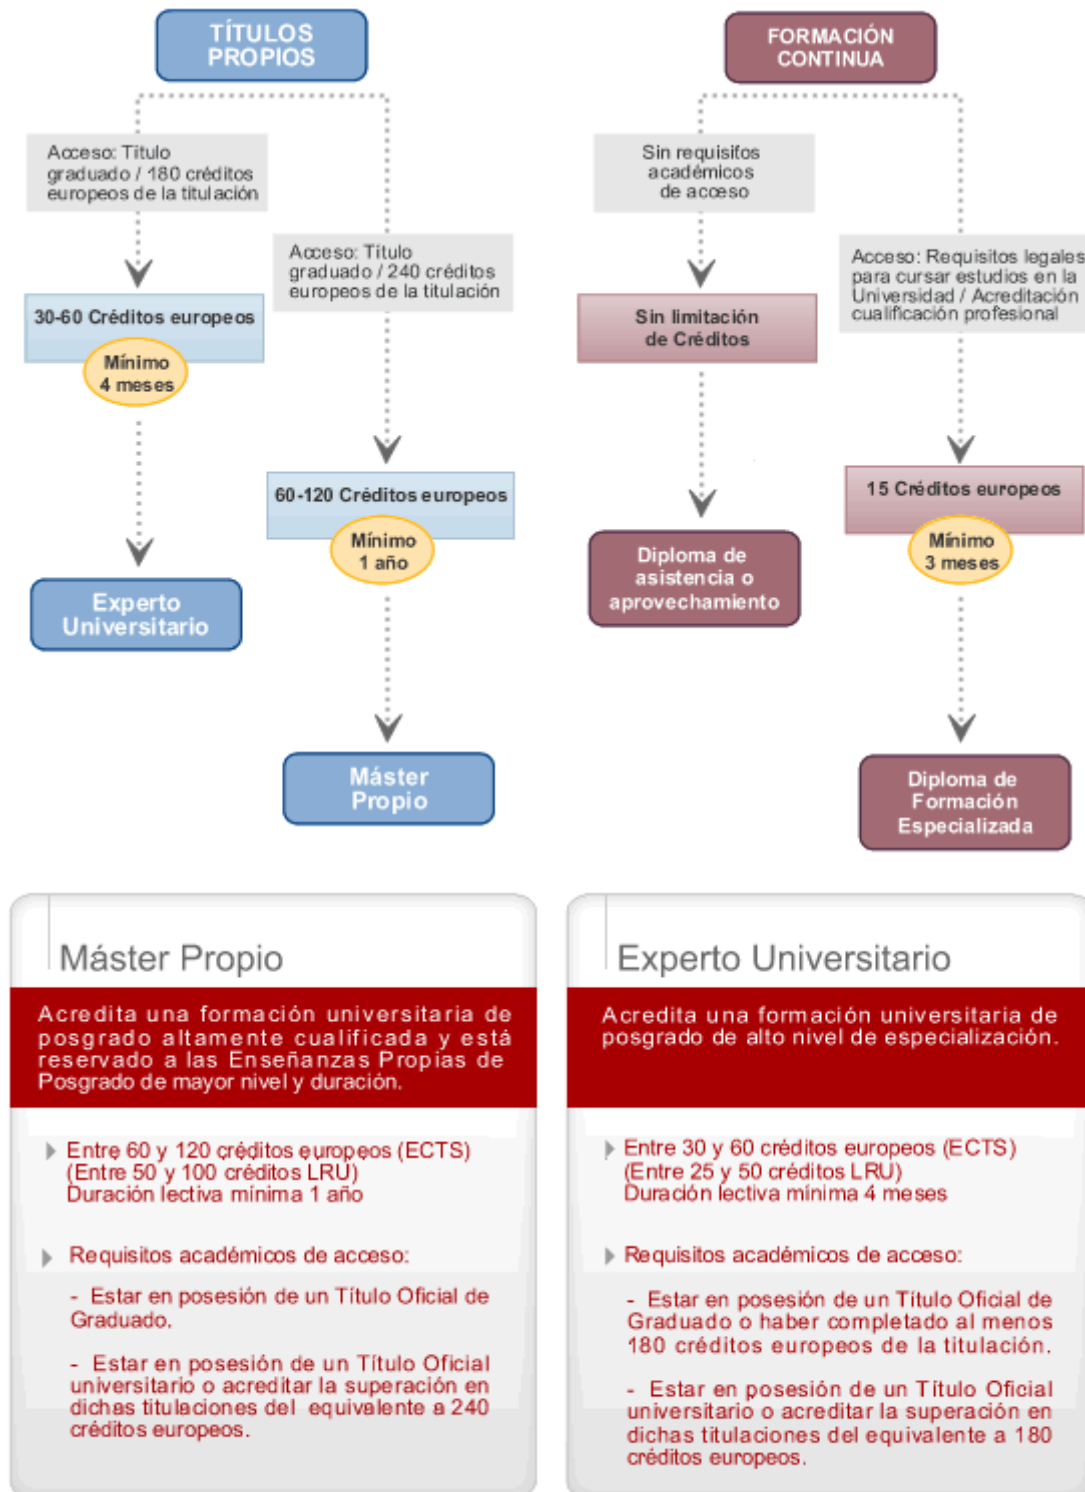 TÍTULOS
PROPIOS
Acceso: Título
graduado / 180 créditos
europeos de la titulación
Acceso: Título
graduado / 240 créditos
europeos de la titulación
30-60 Créditos europeos
Mínimo
4 meses
60-120 Créditos europeos
Mínimo
1 año
Experto
Universitario
Máster
Propio
FORMACIÓN
CONTINUA
Sin requisitos
académicos
de acceso
Acceso: Requisitos legales
para cursar estudios en la
Universidad / Acreditación
cualificación profesional
Sin limitación
de Créditos
15 Créditos europeos
Mínimo
3 meses
Diploma de
asistencia o
aprovechamiento
Diploma de
Formación
Especializada
Máster Propio
Acredita una formación universitaria de
posgrado altamente cualificada y está
reservado a las Enseñanzas Propias de
Posgrado de mayor nivel y duración.
Entre 60 y 120 créditos europeos (ECTS)
(Entre 50 y 100 créditos LRU)
Duración lectiva mínima 1 año
Requisitos académicos de acceso:
- Estar en posesión de un Título Oficial de
Graduado.
- Estar en posesión de un Título Oficial
universitario o acreditar la superación en
dichas titulaciones del equivalente a 240
créditos europeos.
Experto Universitario
Acredita una formación universitaria de
posgrado de alto nivel de especialización.
Entre 30 y 60 créditos europeos (ECTS)
(Entre 25 y 50 créditos LRU)
Duración lectiva mínima 4 meses
Requisitos académicos de acceso:
- Estar en posesión de un Título Oficial de
Graduado o haber completado al menos
180 créditos europeos de la titulación.
- Estar en posesión de un Título Oficial
universitario o acreditar la superación en
dichas titulaciones del equivalente a 180
créditos europeos.